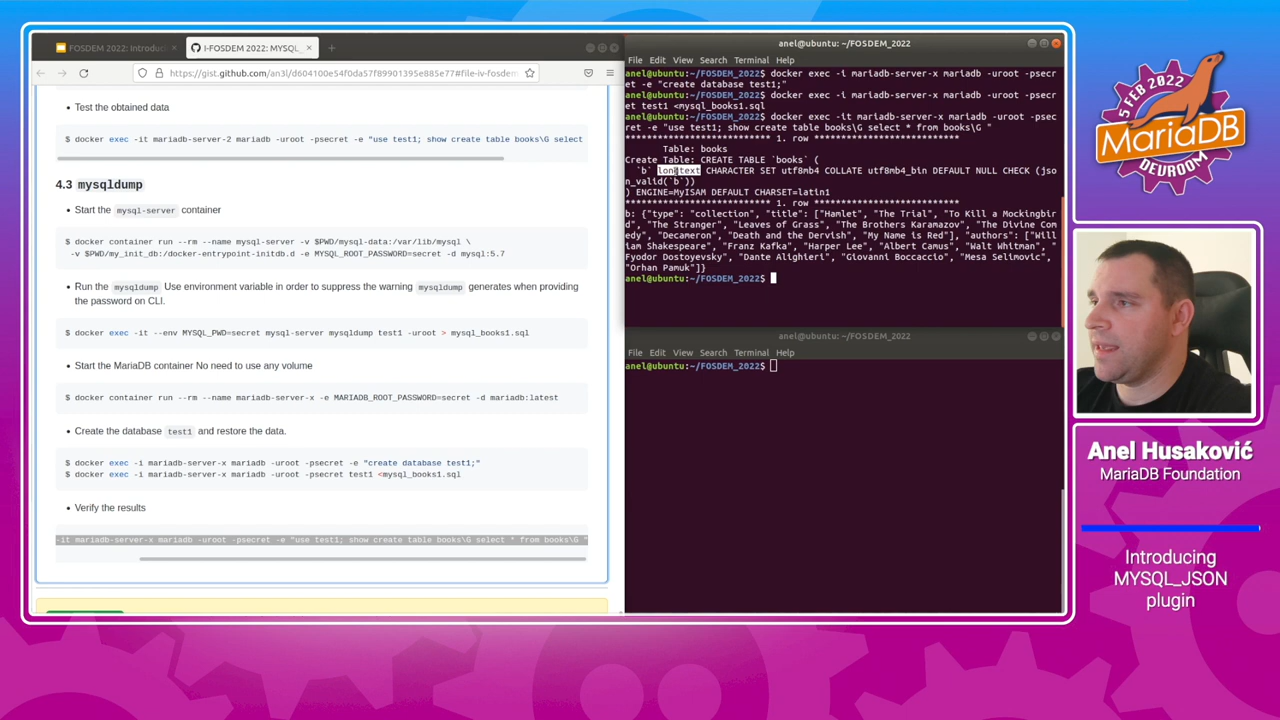 FOSDEM 2022: Introduc
I-FOSDEM 2022: MYSQL_
https://gist.github.com/an3l/d604100e54f0da57f89901395e885e77#file-iv-fosdem
Test the obtained data
$ docker exec -it mariadb-server-2 mariadb -uroot -psecret -e "use test1; show create table books\G select
4.3 mysqldump
Start the mysql-server container
$ docker container run --rm --name mysql-server -v $PWD/mysql-data:/var/lib/mysql \
-v $PWD/my_init_db:/docker-entrypoint-initdb.d -e MYSQL_ROOT_PASSWORD=secret -d mysql:5.7
Run the mysqldump Use environment variable in order to suppress the warning mysqldump generates when providing
the password on CLI.
$ docker exec -it --env MYSQL_PWD=secret mysql-server mysqldump test1 -uroot > mysql_books1.sql
Start the MariaDB container No need to use any volume
$ docker container run --rm --name mariadb-server-x -e MARIADB_ROOT_PASSWORD=secret -d mariadb:latest
Create the database test1 and restore the data.
$ docker exec -i mariadb-server-x mariadb -uroot -psecret -e "create database test1;"
$ docker exec -i mariadb-server-x mariadb -uroot -psecret test1 <mysql_books1.sql
Verify the results
-it mariadb-server-x mariadb -uroot -psecret -e "use test1; show create table books\G select * from books\G "
anel@ubuntu: ~/FOSDEM_2022
File Edit View Search Terminal Help
anel@ubuntu:~/FOSDEM_2022$ docker exec -i mariadb-server-x mariadb -uroot -psecr
et -e "create database test1;"
anel@ubuntu:~/FOSDEM_2022$ docker exec -i mariadb-server-x mariadb -uroot -psecr
et test1 <mysql_books1.sql
anel@ubuntu:~/FOSDEM_2022$ docker exec -it mariadb-server-x mariadb -uroot -psec
ret -e "use test1; show create table books\G select * from books\G "
*************************** 1. row ***************************
Table: books
Create Table: CREATE TABLE `books` (
`b` longtext CHARACTER SET utf8mb4 COLLATE utf8mb4_bin DEFAULT NULL CHECK (jso
n_valid(`b`))
) ENGINE=MyISAM DEFAULT CHARSET=latin1
*************************** 1. row ***************************
b: {"type": "collection", "title": ["Hamlet", "The Trial", "To Kill a Mockingbir
d", "The Stranger", "Leaves of Grass", "The Brothers Karamazov", "The Divine Com
edy", "Decameron", "Death and the Dervish", "My Name is Red"], "authors": ["Will
iam Shakespeare", "Franz Kafka", "Harper Lee", "Albert Camus", "Walt Whitman", "
Fyodor Dostoyevsky", "Dante Alighieri", "Giovanni Boccaccio", "Mesa Selimovic",
"Orhan Pamuk"]}
anel@ubuntu:~/FOSDEM_2022$
anel@ubuntu: ~/FOSDEM_2022
File Edit View Search Terminal Help
anel@ubuntu:~/FOSDEM_2022$
5 FEB 2022
MariaDB
DEVROOM
Anel Husaković
MariaDB Foundation
Introducing
MYSQL_JSON
plugin